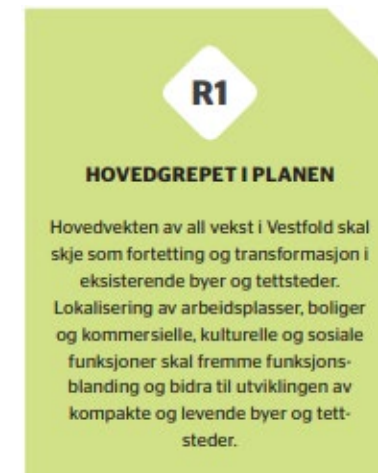 R1
HOVEDGREPET I PLANEN
Hovedvekten av all vekst i Vestfold skal
skje som fortetting og transformasjon i
eksisterende byer og tettsteder.
Lokalisering av arbeidsplasser, boliger
og kommersielle, kulturelle og sosiale
funksjoner skal fremme funksjons-
blanding og bidra til utviklingen av
kompakte og levende byer og tett-
steder.